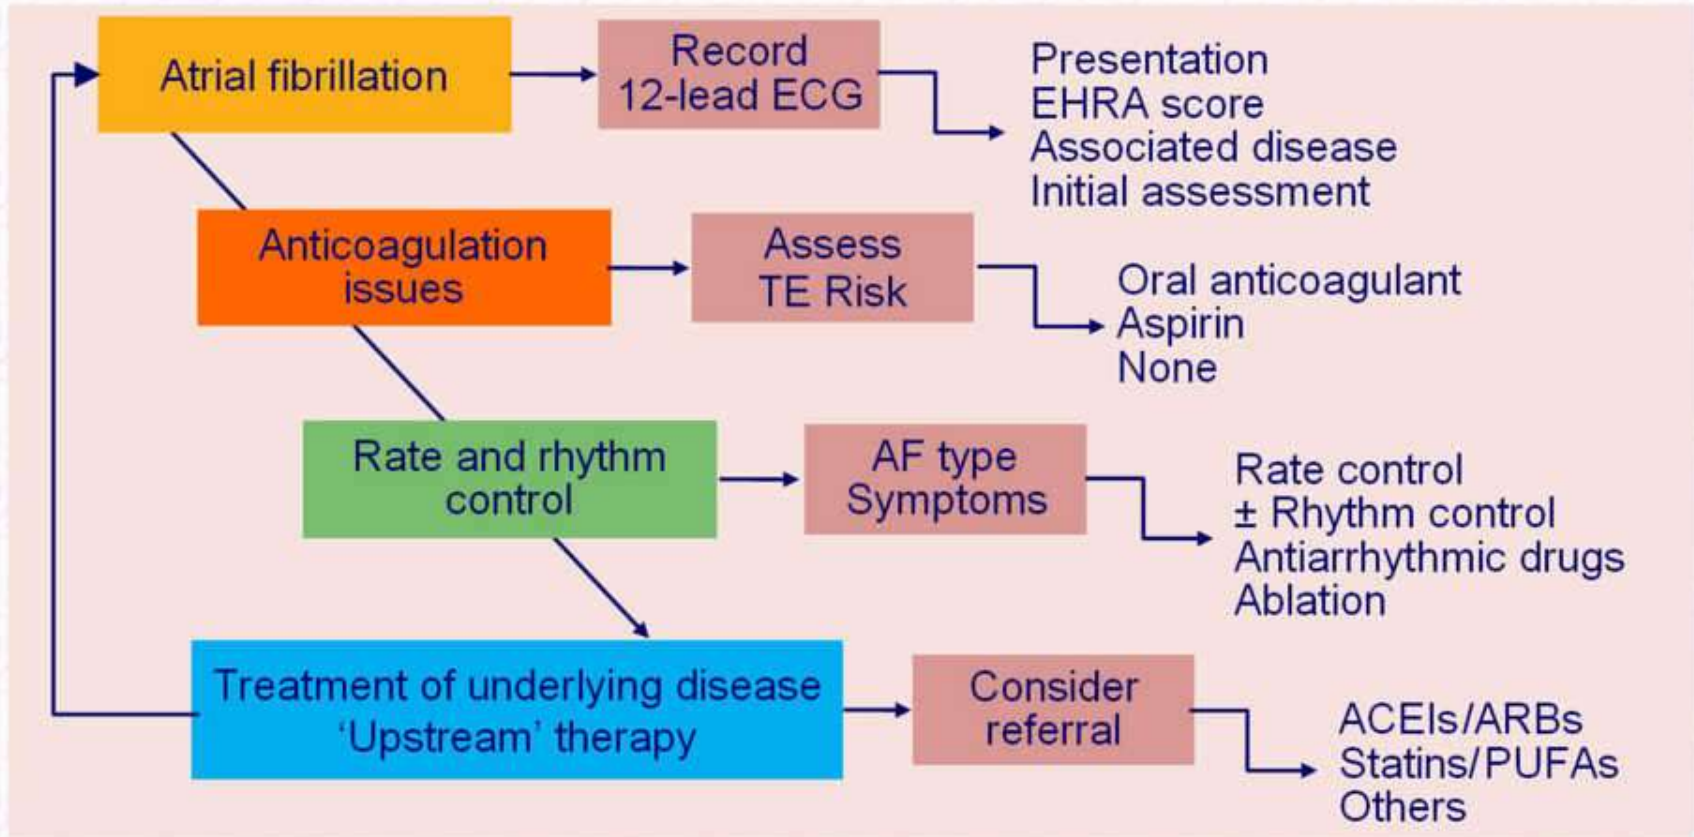 Atrial fibrillation
Record
12-lead ECG
Presentation
EHRA score
Associated disease
Initial assessment
Anticoagulation
issues
Assess
TE Risk
Oral anticoagulant
Aspirin
None
Rate and rhythm
control
AF type
Symptoms
Rate control
± Rhythm control
Antiarrhythmic drugs
Ablation
Treatment of underlying disease
‘Upstream’ therapy
Consider
referral
ACEIs/ARBs
Statins/PUFAs
Others